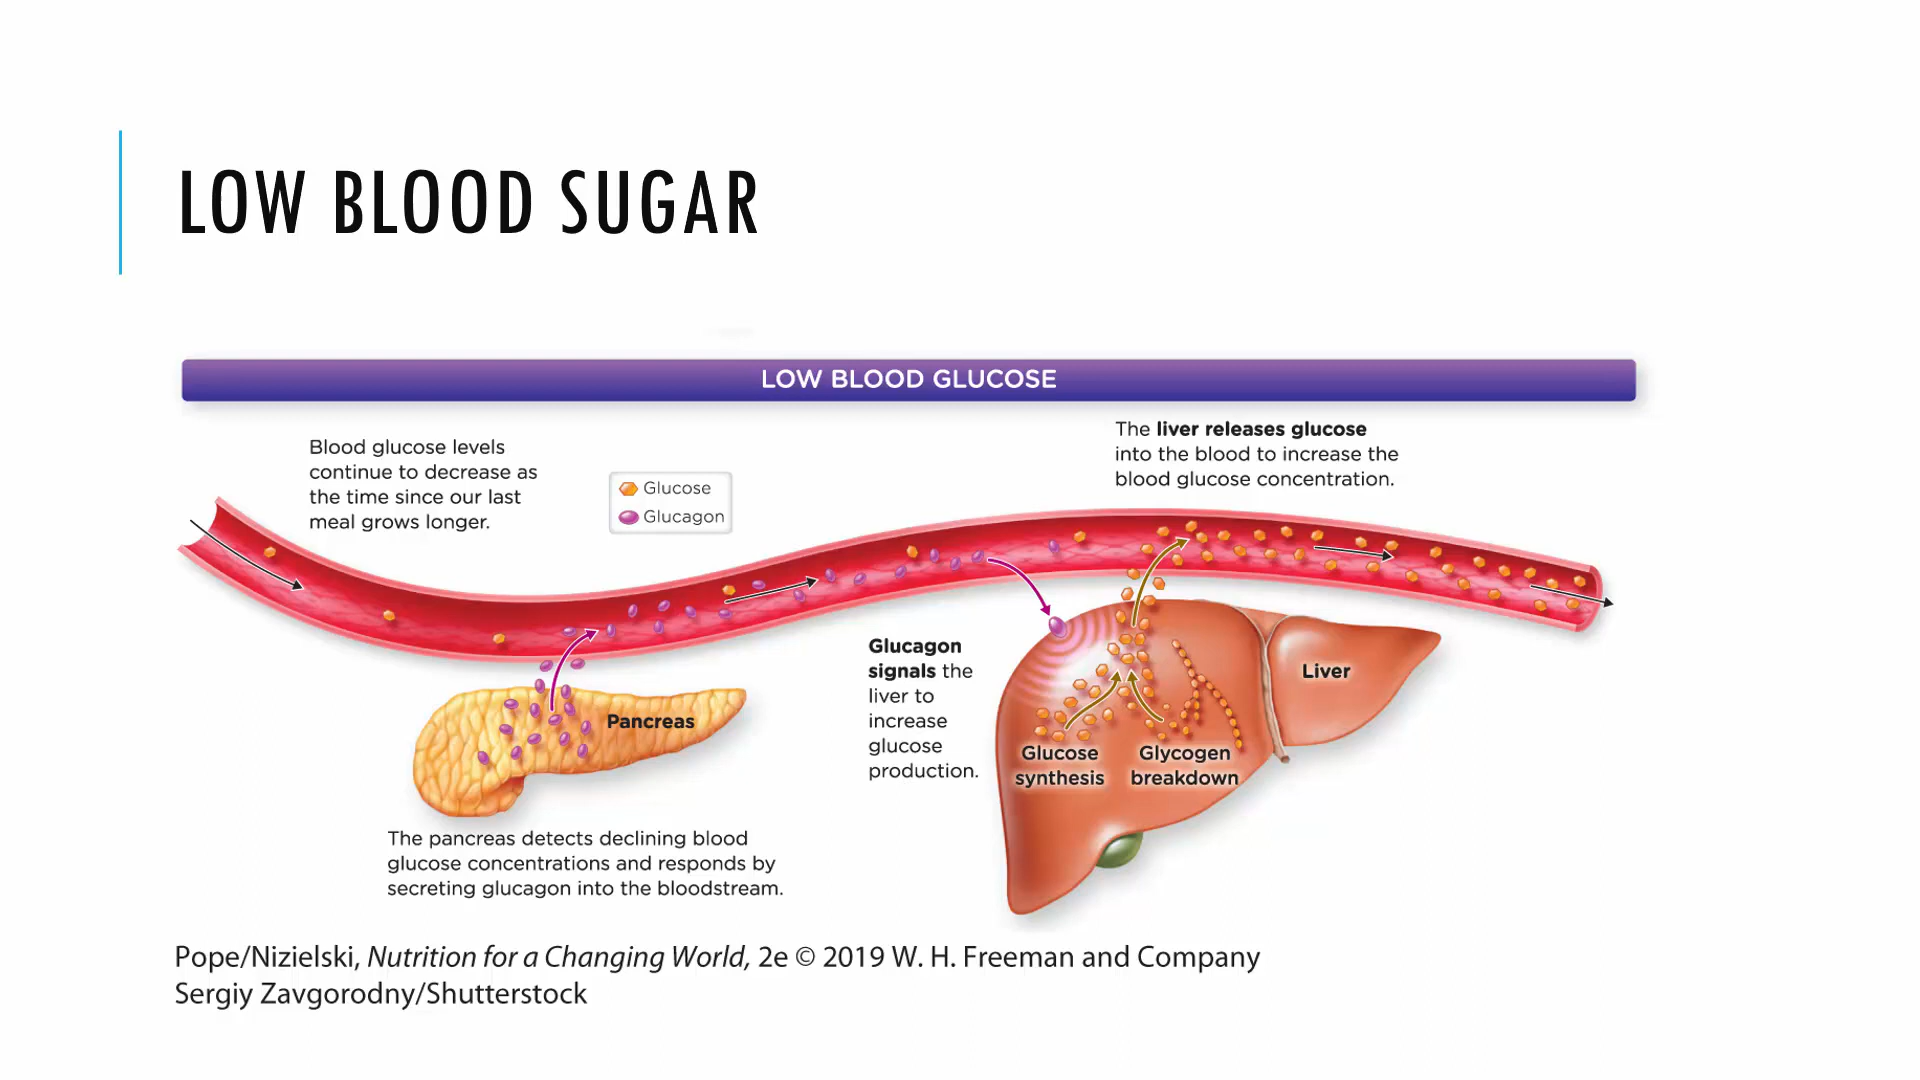 LOW BLOOD SUGAR
LOW BLOOD GLUCOSE
Blood glucose levels
continue to decrease as
the time since our last
meal grows longer.
Glucose
Glucagon
The liver releases glucose
into the blood to increase the
blood glucose concentration.
Glucagon
signals the
liver to
increase
glucose
production.
Liver
Pancreas
Glucose
synthesis
Glycogen
breakdown
The pancreas detects declining blood
glucose concentrations and responds by
secreting glucagon into the bloodstream.
Pope/Nizielski, Nutrition for a Changing World, 2e © 2019 W. H. Freeman and Company
Sergiy Zavgorodny/Shutterstock